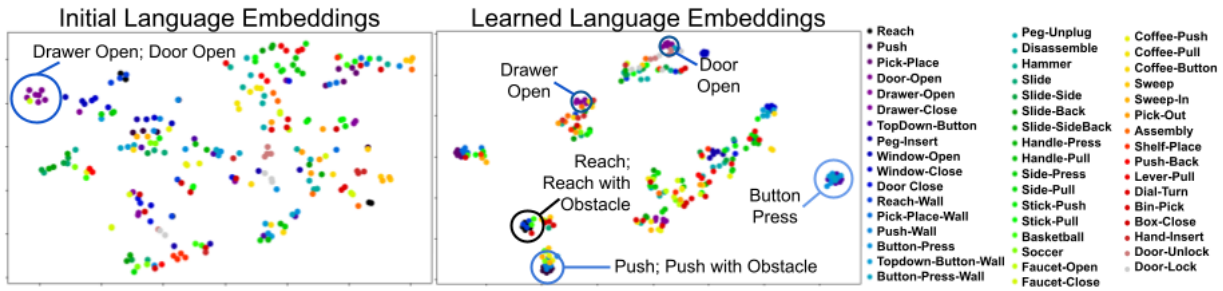 Initial Language Embeddings
Drawer Open; Door Open
Learned Language Embeddings
Drawer
Open
Door
Open
Reach;
Reach with
Obstacle
Button
Press
Push; Push with Obstacle
Reach
Push
Pick-Place
Door-Open
Drawer-Open
Drawer-Close
TopDown-Button
Peg-Insert
Window-Open
Window-Close
Door Close
Reach-Wall
Pick-Place-Wall
Push-Wall
Button-Press
Topdown-Button-Wall
Button-Press-Wall
Peg-Unplug
Disassemble
Hammer
Slide
Slide-Side
Slide-Back
Slide-SideBack
Handle-Press
Handle-Pull
Side-Press
Side-Pull
Stick-Push
Stick-Pull
Basketball
Soccer
Faucet-Open
Faucet-Close
Coffee-Push
Coffee-Pull
Coffee-Button
Sweep
Sweep-In
Pick-Out
Assembly
Shelf-Place
Push-Back
Lever-Pull
Dial-Turn
Bin-Pick
Box-Close
Hand-Insert
Door-Unlock
Door-Lock